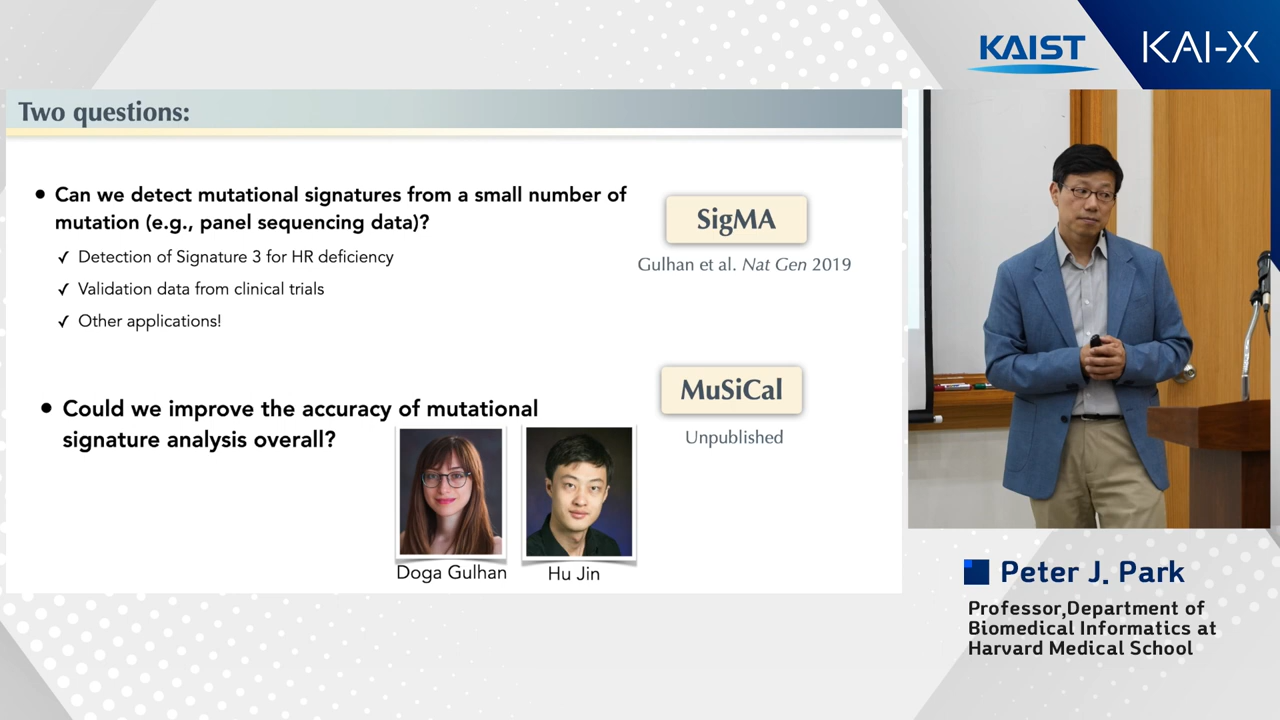 KAIST
KAI-X
Two questions:
• Can we detect mutational signatures from a small number of
mutation (e.g., panel sequencing data)?
✓ Detection of Signature 3 for HR deficiency
✓ Validation data from clinical trials
✓ Other applications!
SigMA
Gulhan et al. Nat Gen 2019
• Could we improve the accuracy of mutational
signature analysis overall?
MuSiCal
Unpublished
Doga Gulhan
Hu Jin
Peter J. Park
Professor,Department of
Biomedical Informatics at
Harvard Medical School